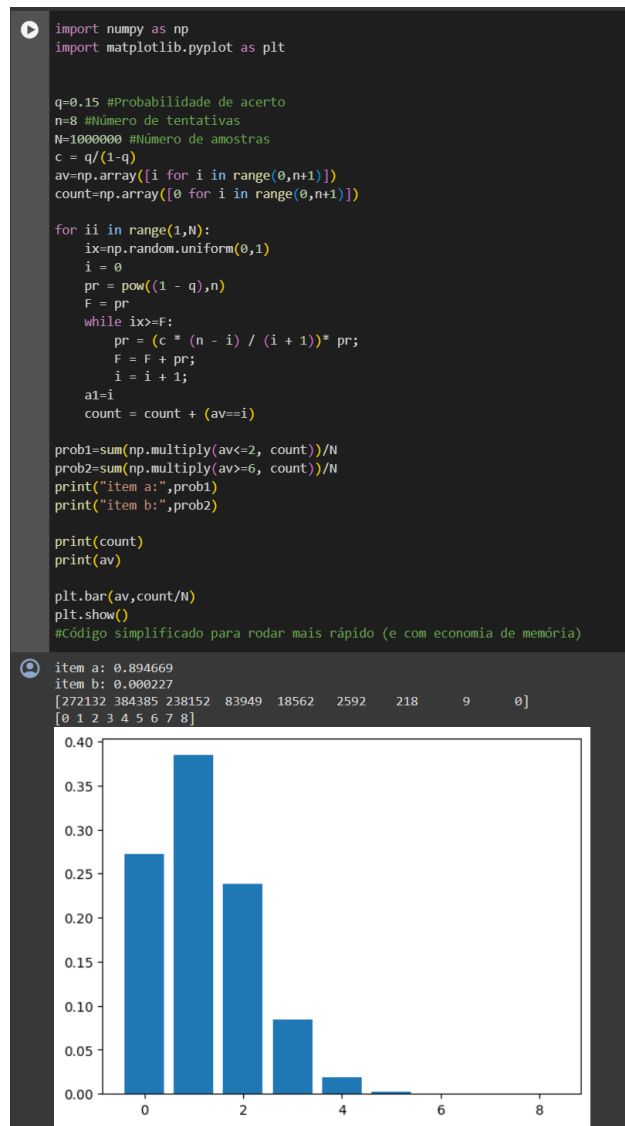 import numpy as np
import matplotlib.pyplot as plt
q=0.15 #Probabilidade de acerto
n=8 #Número de tentativas
N=1000000 #Número de amostras
c = q/(1-q)
av=np.array([i for i in range(0,n+1)])
count=np.array([0 for i in range(0,n+1)])
for ii in range(1,N):
    ix=np.random.uniform(0,1)
    i = 0
    pr = pow((1 - q),n)
    F = pr
    while ix>=F:
        pr = (c * (n - i) / (i + 1))* pr;
        F = F + pr;
        i = i + 1;
    a1=i
    count = count + (av==i)
prob1=sum(np.multiply(av<=2, count))/N
prob2=sum(np.multiply(av>=6, count))/N
print("item a:",prob1)
print("item b:",prob2)
print(count)
print(av)
plt.bar(av,count/N)
plt.show()
#Código simplificado para rodar mais rápido (e com economia de memória)
item a: 0.894669
item b: 0.000227
[272132 384385 238152  83949  18562   2592    218      9      0]
[0 1 2 3 4 5 6 7 8]
0.40
0.35
0.30
0.25
0.20
0.15
0.10
0.05
0.00
0 2 4 6 8